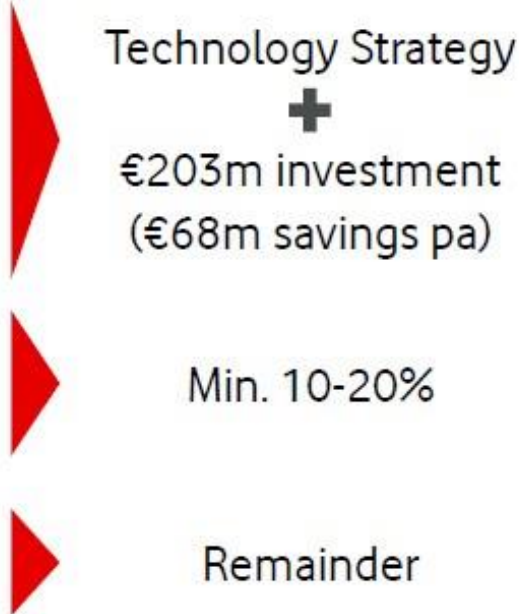 Technology Strategy
+
€203m investment
(€68m savings pa)
Min. 10-20%
Remainder